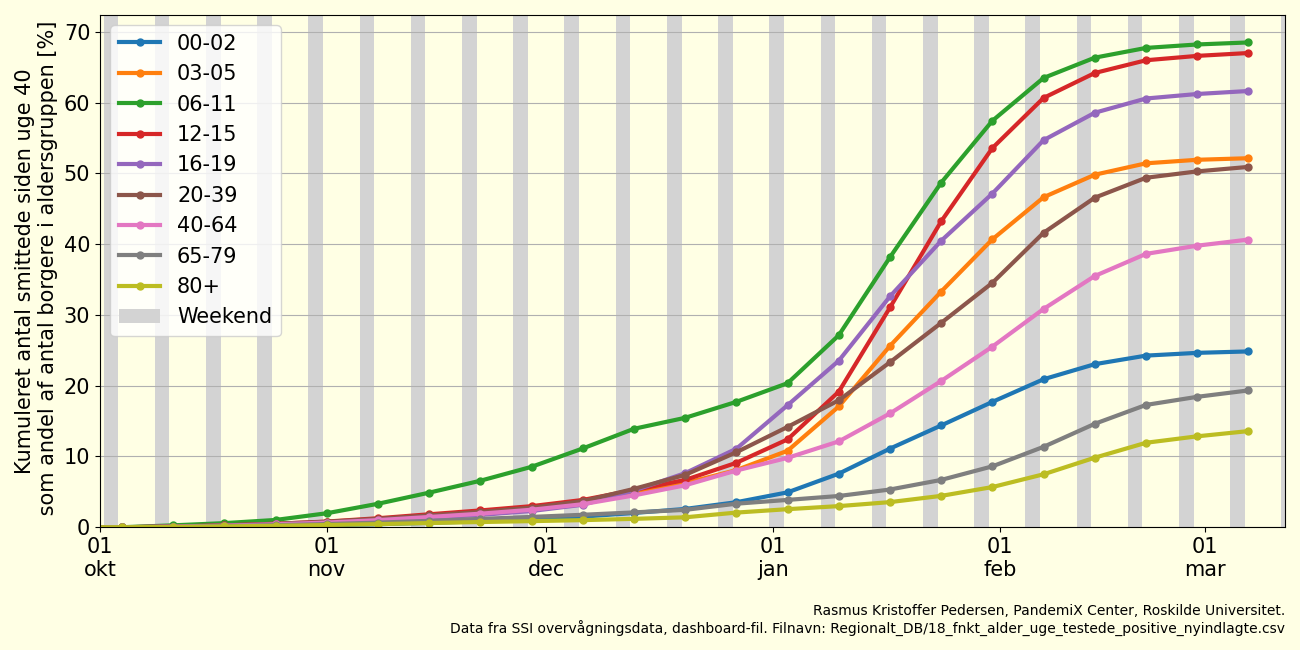 Kumuleret antal smittede siden uge 40
som andel af antal borgere i aldersgruppen [%]
70
60
50
40
30
20
10
0
00-02
03-05
06-11
12-15
16-19
20-39
40-64
65-79
80+
Weekend
01 01 01 01 01 01
okt nov dec jan feb mar
Rasmus Kristoffer Pedersen, PandemiX Center, Roskilde Universitet.
Data fra SSI overvågningsdata, dashboard-fil. Filnavn: Regionalt_DB/18_fnkt_alder_uge_testede_positive_nyindlagte.csv